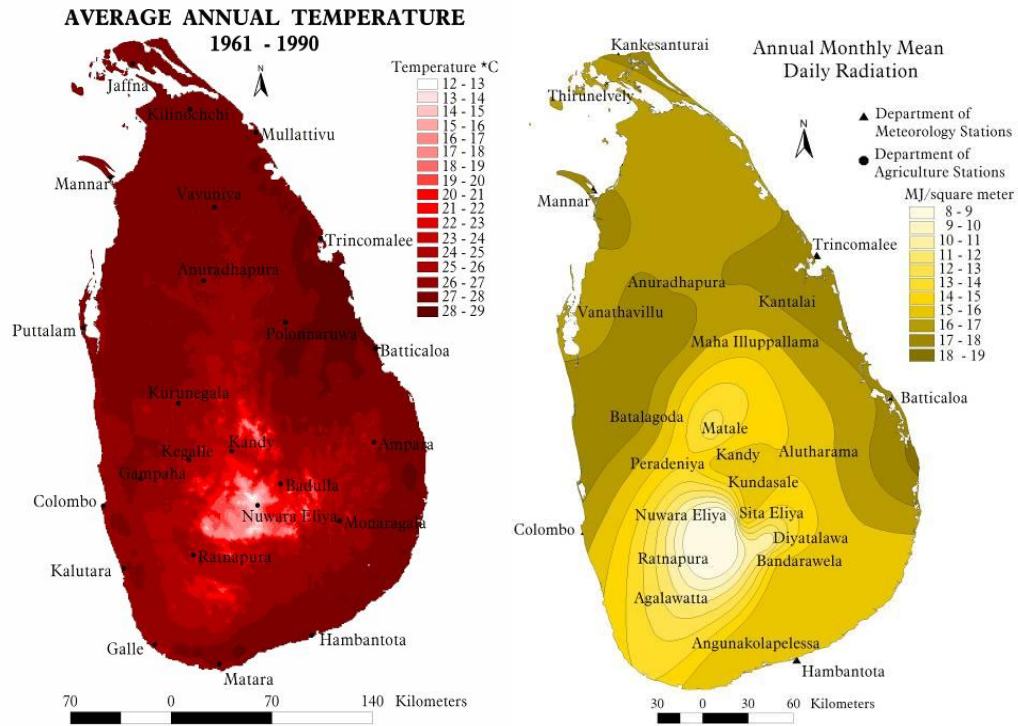 AVERAGE ANNUAL TEMPERATURE
1961 - 1990
Temperature *C
12 - 13
13 - 14
14 - 15
15 - 16
16 - 17
17 - 18
18 - 19
19 - 20
20 - 21
21 - 22
22 - 23
23 - 24
24 - 25
25 - 26
26 - 27
27 - 28
28 - 29
N
Jaffna
Kilinochchi
Mullattivu
Mannar
Vavuniya
Trincomalee
Anuradhapura
Puttalam
Polonnaruwa
Batticaloa
Kurunegala
Kandy
Ampara
Kegalle
Gampaha
Badulla
Colombo
Nuwara Eliya
Monaragala
Ratnapura
Kalutara
Hambantota
Galle
Matara
70 0 70 140 Kilometers
Annual Monthly Mean
Daily Radiation
N
Department of
Meteorology Stations
Department of
Agriculture Stations
MJ/square meter
8 - 9
9 - 10
10 - 11
11 - 12
12 - 13
13 - 14
14 - 15
15 - 16
16 - 17
17 - 18
18 - 19
Kankesanturai
Thirunelvely
Mannar
Trincomalee
Anuradhapura
Kantalai
Vanathavillu
Maha Illuppallama
Batticaloa
Batalagoda
Matale
Kandy
Alutharama
Peradeniya
Kundasale
Nuwara Eliya
Sita Eliya
Colombo
Diyatalawa
Ratnapura
Bandarawela
Agalawatta
Angunakolapelessa
Hambantota
30 0 30 60 Kilometers